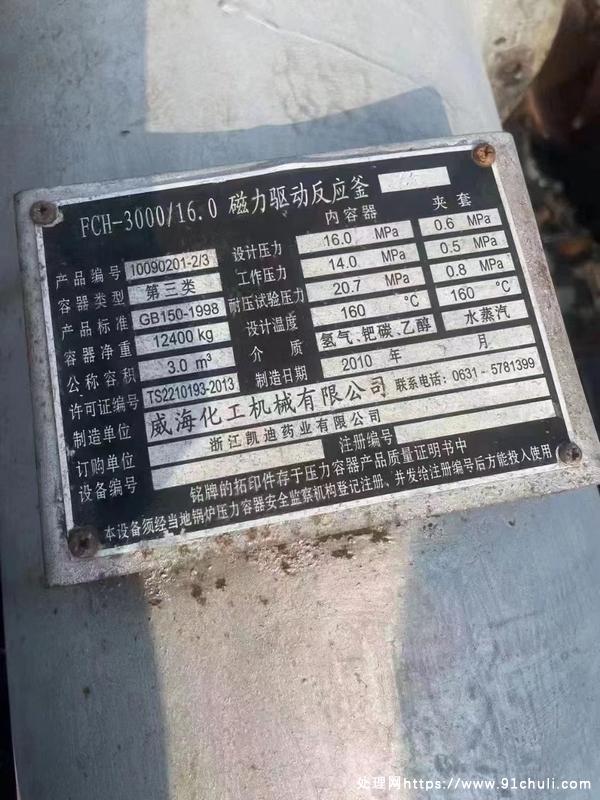 FCH-3000/16.0 磁力驱动反应釜
内容器 夹套
产品编号 10090201-2/3 设计压力 16.0 MPa 0.6 MPa
容器类型 第三类 工作压力 14.0 MPa 0.5 MPa
产品标准 GB150-1998 耐压试验压力 20.7 MPa 0.8 MPa
容器净重 12400 kg 设计温度 160 ℃ 160 ℃
公称容积 3.0 m³ 介质 氢气、钯碳、乙醇 水蒸汽
许可证编号 TS2210193-2013 制造日期 2010 年 月
制造单位 威海化工机械有限公司 联系电话：0631-5781399
订购单位 浙江凯迪药业有限公司
设备编号 注册编号
铭牌的拓印件存于压力容器产品质量证明书中
本设备须经当地锅炉压力容器安全监察机构登记注册、并发给注册编号后方能投入使用
处理网https://www.91chuli.com